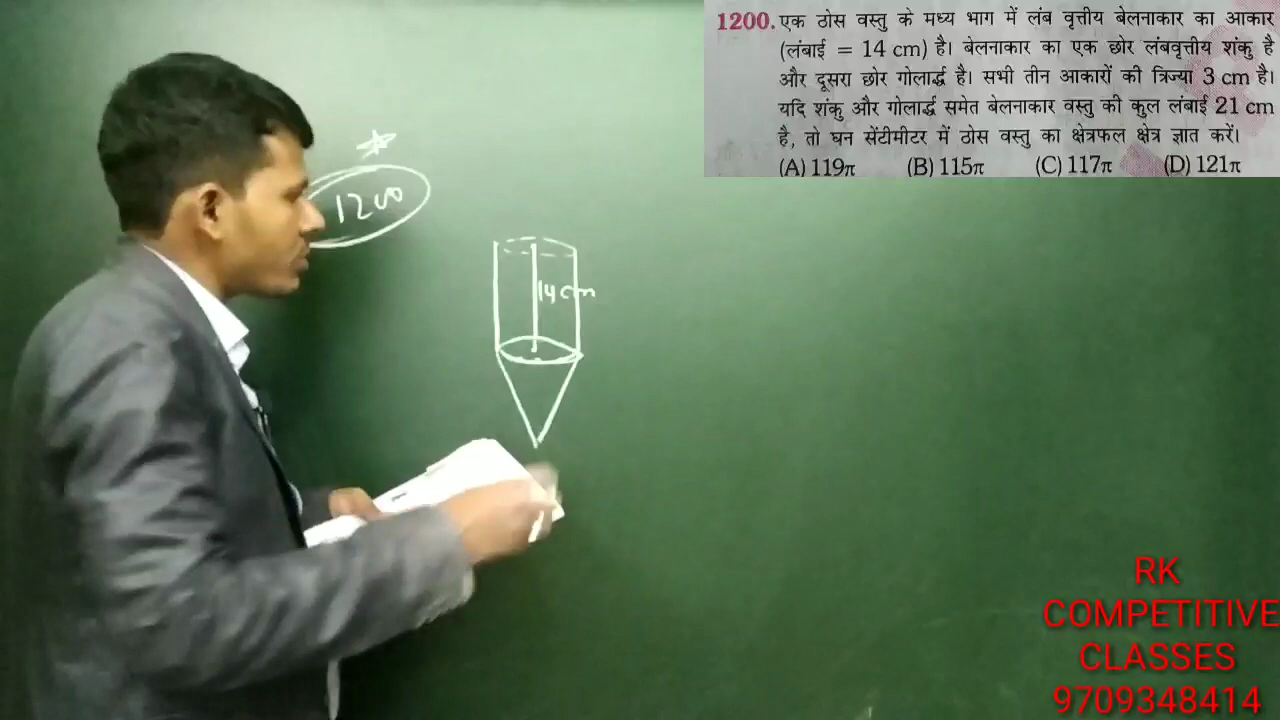 1200. एक ठोस वस्तु के मध्य भाग में लंब वृत्तीय बेलनाकार का आकार
(लंबाई = 14 cm) है। बेलनाकार का एक छोर लंबवृत्तीय शंकु है
और दूसरा छोर गोलार्द्ध है। सभी तीन आकारों की त्रिज्या 3 cm है।
यदि शंकु और गोलार्द्ध समेत बेलनाकार वस्तु की कुल लंबाई 21 cm
है, तो घन सेंटीमीटर में ठोस वस्तु का क्षेत्रफल क्षेत्र ज्ञात करें।
(A) 119π (B) 115π (C) 117π (D) 121π
1200
14 cm
RK
COMPETITIVE
CLASSES
9709348414